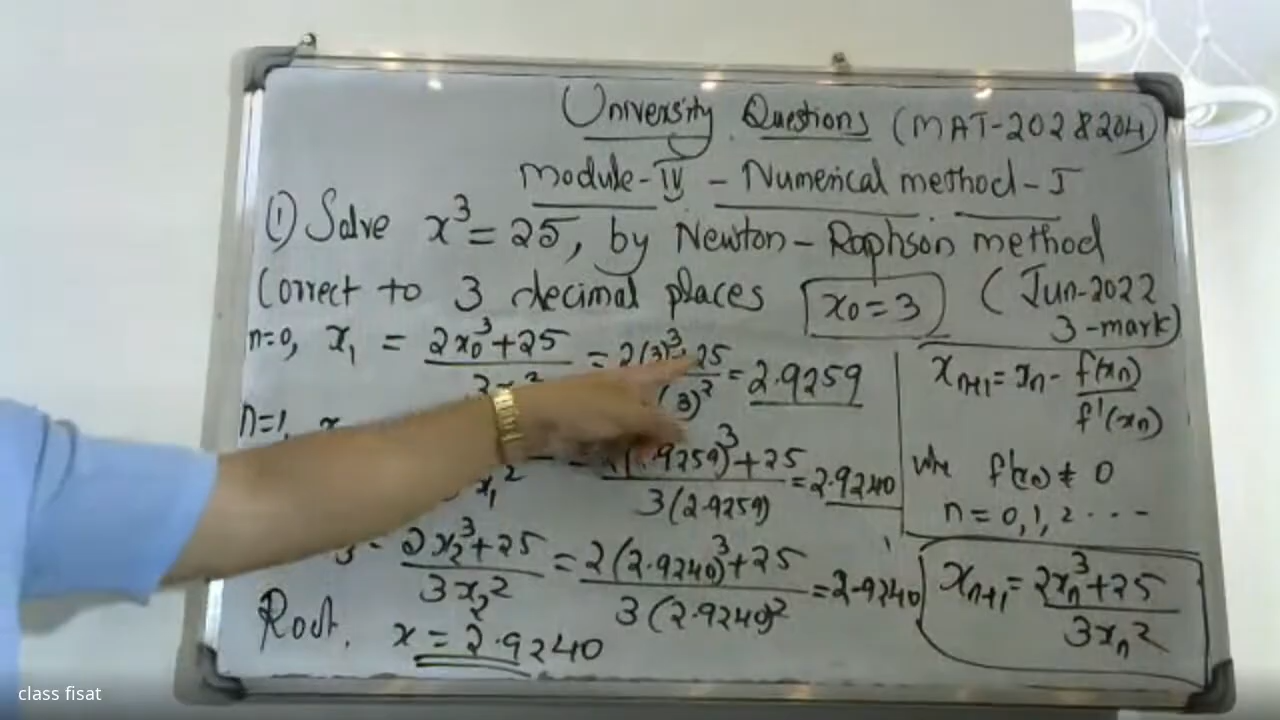 University Questions (MAT-202 & 204)
Module-IV - Numerical method-I
① Solve x³ = 25, by Newton-Raphson method
Correct to 3 decimal places x₀ = 3 (Jun-2022
3-mark)
n=0, x₁ = (2x₀³+25)/ = 2(3)³+25/(3)² = 2.9259
xₙ₊₁ = xₙ - f(xₙ)/f'(xₙ)
n=1, x₁² = (.9259)³+25/3(2.9259) = 2.9240
f'(xₙ) ≠ 0
n = 0, 1, 2 - - -
3 = (2x₂³+25)/(3x₂²) = (2(2.9240)³+25)/(3(2.9240)²) = 2.9240
xₙ₊₁ = (2xₙ³+25)/(3xₙ²)
Root. x = 2.9240
class fisat